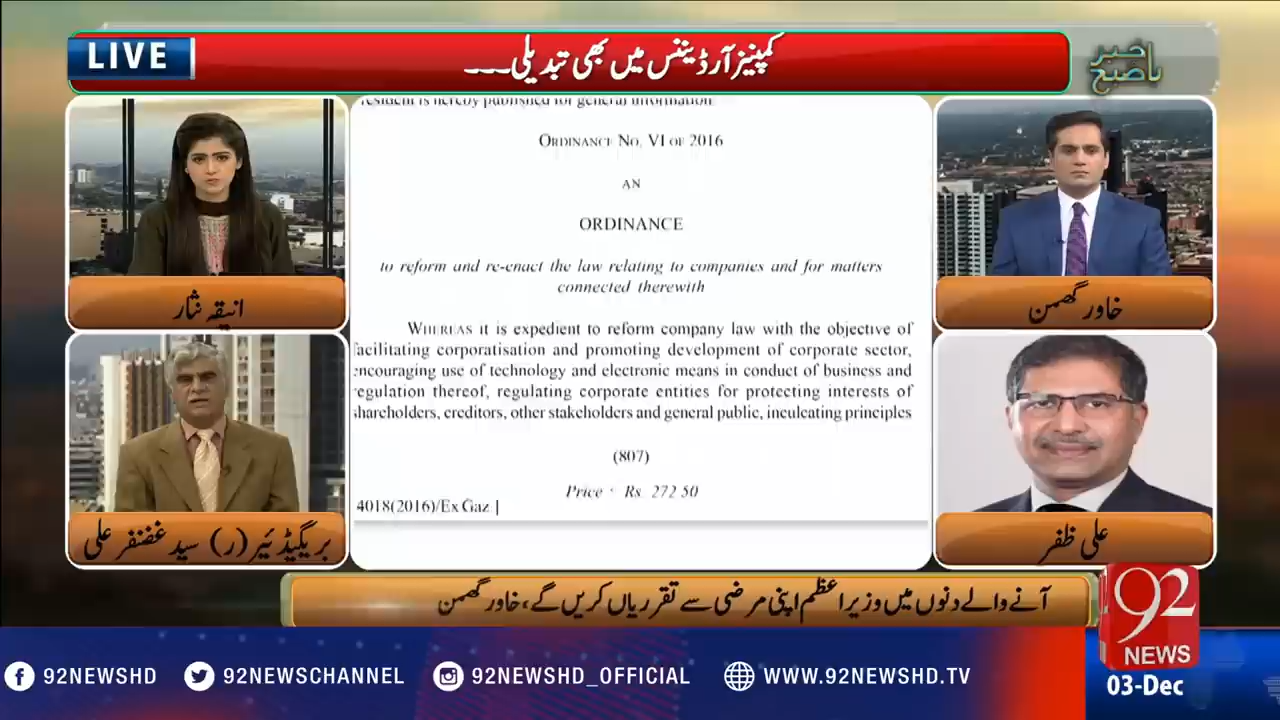 LIVE
کمپنیز آرڈیننس میں بھی تبدیلی۔۔۔
خبر
باصبح
resident is hereby published for general information
ORDINANCE NO. VI OF 2016
AN
ORDINANCE
to reform and re-enact the law relating to companies and for matters
connected therewith
WHEREAS it is expedient to reform company law with the objective of
facilitating corporatisation and promoting development of corporate sector,
encouraging use of technology and electronic means in conduct of business and
regulation thereof, regulating corporate entities for protecting interests of
shareholders, creditors, other stakeholders and general public, inculcating principles
(807)
Price : Rs. 272.50
4018(2016)/Ex Gaz ]
انیقہ نثار
خاور گھمن
بریگیڈئیر (ر) سید غضنفر علی
علی ظفر
آنے والے دنوں میں وزیراعظم اپنی مرضی سے تقرریاں کریں گے، خاور گھمن
92
NEWS
03-Dec
92NEWSHD
92NEWSCHANNEL
92NEWSHD_OFFICIAL
WWW.92NEWSHD.TV